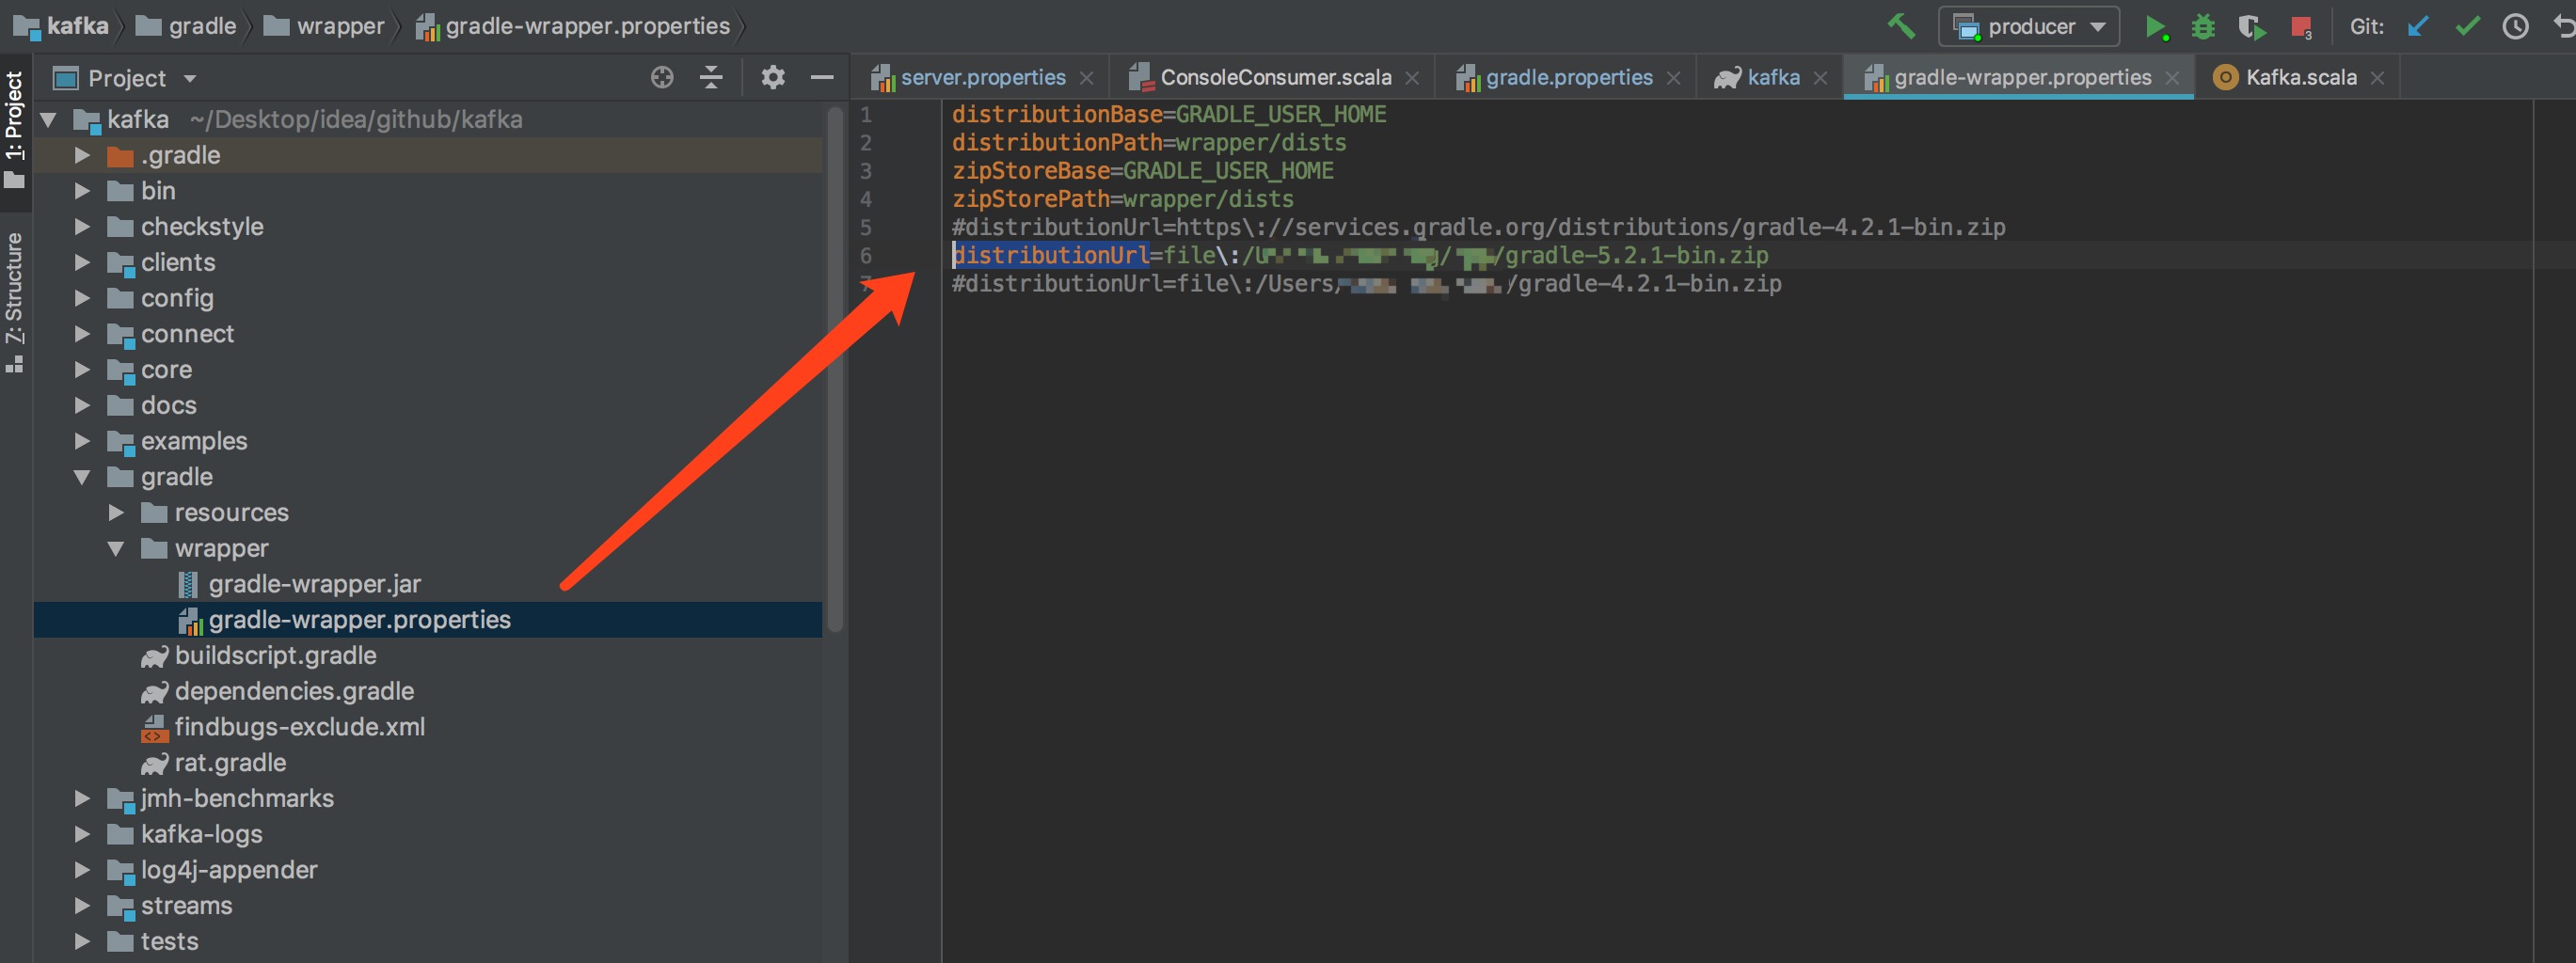 kafka gradle wrapper gradle-wrapper.properties
producer
3
Git:
Project
server.properties
ConsoleConsumer.scala
gradle.properties
kafka
gradle-wrapper.properties
Kafka.scala
1: Project
7: Structure
kafka ~/Desktop/idea/github/kafka
.gradle
bin
checkstyle
clients
config
connect
core
docs
examples
gradle
resources
wrapper
gradle-wrapper.jar
gradle-wrapper.properties
buildscript.gradle
dependencies.gradle
findbugs-exclude.xml
rat.gradle
jmh-benchmarks
kafka-logs
log4j-appender
streams
tests
1 distributionBase=GRADLE_USER_HOME
2 distributionPath=wrapper/dists
3 zipStoreBase=GRADLE_USER_HOME
4 zipStorePath=wrapper/dists
5 #distributionUrl=https\://services.gradle.org/distributions/gradle-4.2.1-bin.zip
6 distributionUrl=file\:/ /gradle-5.2.1-bin.zip
7 #distributionUrl=file\:/Users/ /gradle-4.2.1-bin.zip